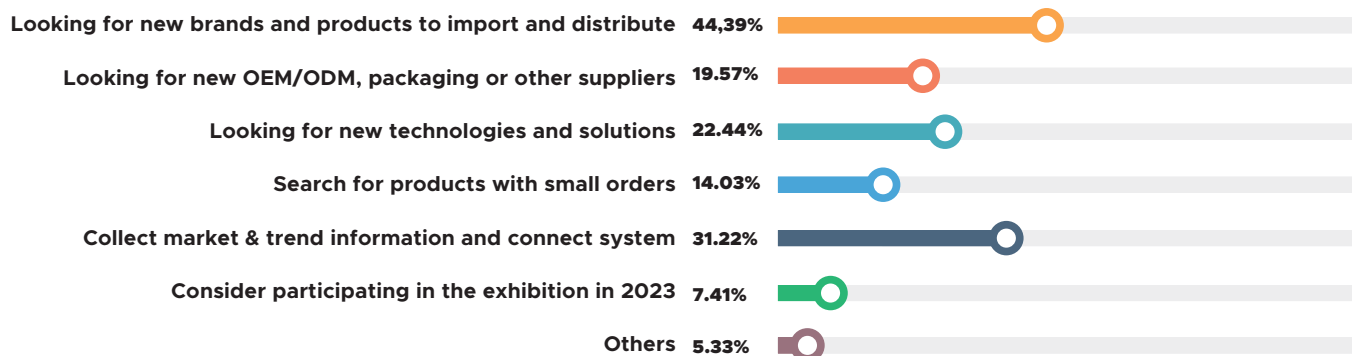 Looking for new brands and products to import and distribute 44,39%
Looking for new OEM/ODM, packaging or other suppliers 19.57%
Looking for new technologies and solutions 22.44%
Search for products with small orders 14.03%
Collect market & trend information and connect system 31.22%
Consider participating in the exhibition in 2023 7.41%
Others 5.33%